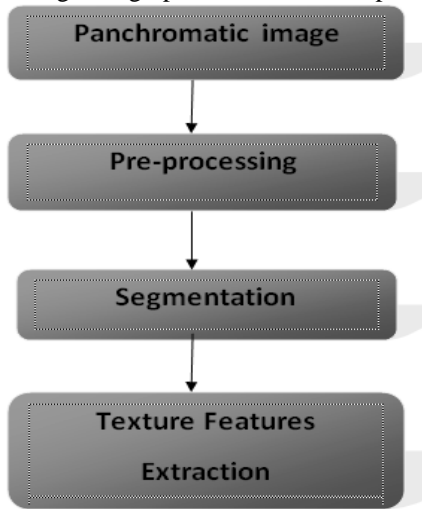 Panchromatic image
Pre-processing
Segmentation
Texture Features
Extraction